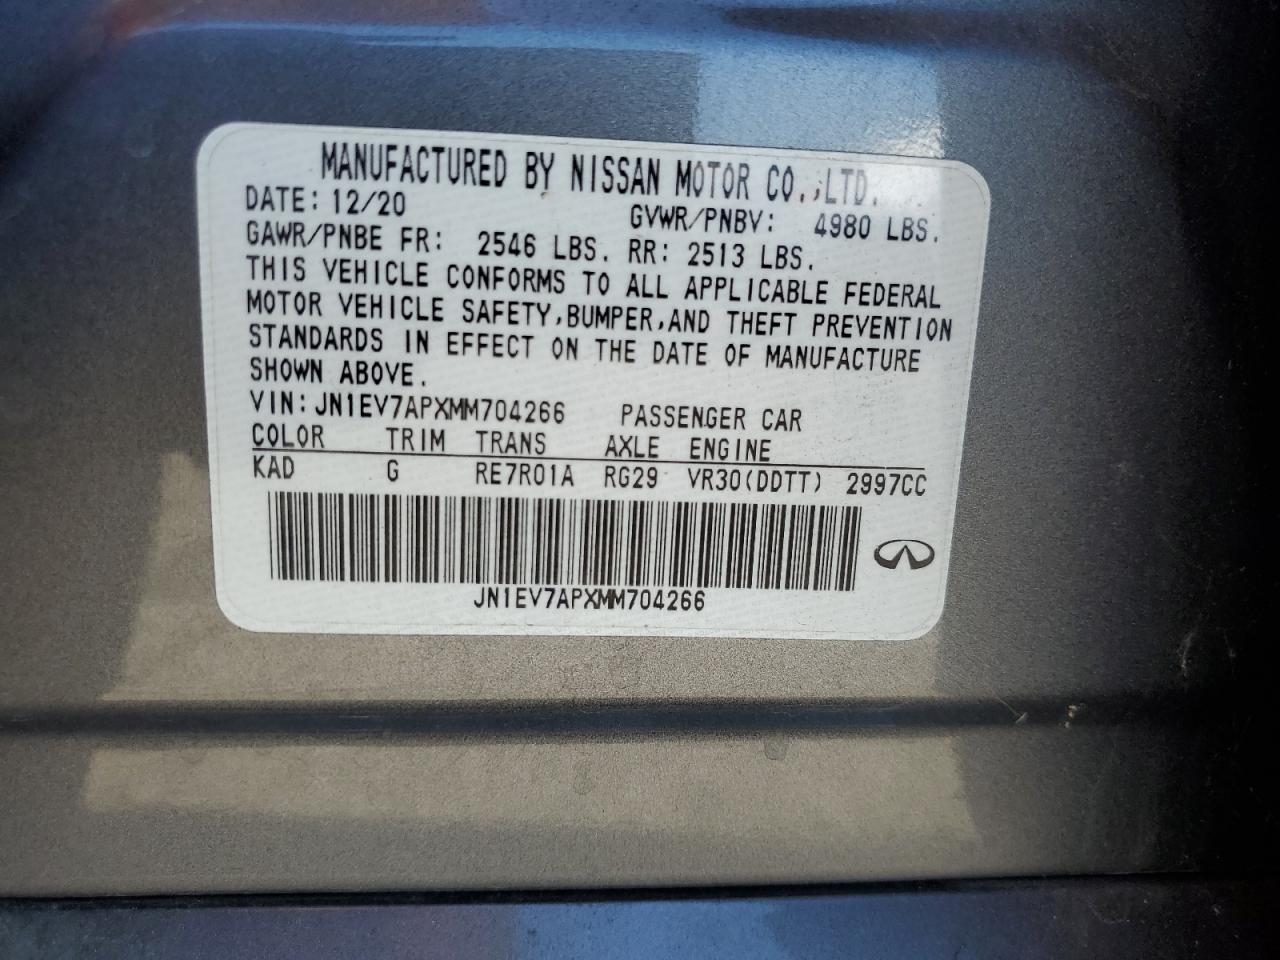 MANUFACTURED BY NISSAN MOTOR CO.,LTD.
DATE: 12/20 GVWR/PNBV: 4980 LBS.
GAWR/PNBE FR: 2546 LBS. RR: 2513 LBS.
THIS VEHICLE CONFORMS TO ALL APPLICABLE FEDERAL
MOTOR VEHICLE SAFETY,BUMPER,AND THEFT PREVENTION
STANDARDS IN EFFECT ON THE DATE OF MANUFACTURE
SHOWN ABOVE.
VIN:JN1EV7APXMM704266 PASSENGER CAR
COLOR TRIM TRANS AXLE ENGINE
KAD G RE7R01A RG29 VR30(DDTT) 2997CC
JN1EV7APXMM704266